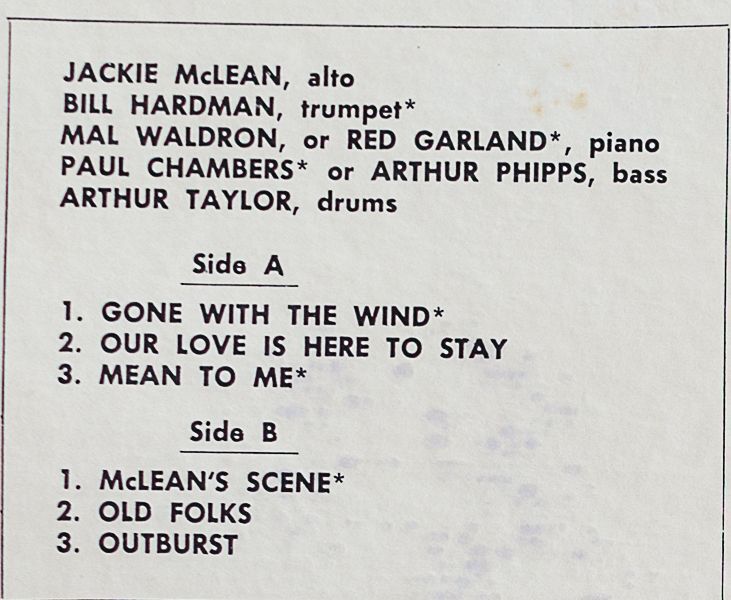 JACKIE McLEAN, alto
BILL HARDMAN, trumpet*
MAL WALDRON, or RED GARLAND*, piano
PAUL CHAMBERS* or ARTHUR PHIPPS, bass
ARTHUR TAYLOR, drums
Side A
1. GONE WITH THE WIND*
2. OUR LOVE IS HERE TO STAY
3. MEAN TO ME*
Side B
1. McLEAN'S SCENE*
2. OLD FOLKS
3. OUTBURST